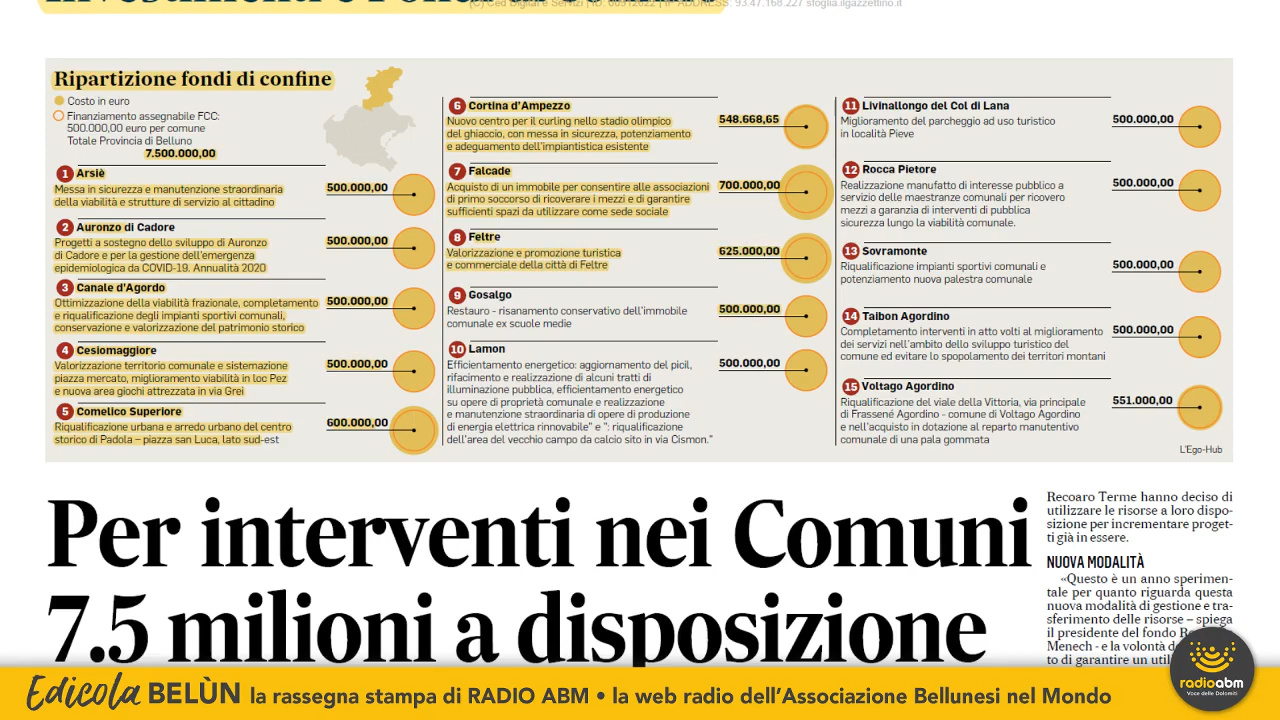 (C) Ced Digital e Servizi | ID: 00512022 | IP ADDRESS: 93.47.168.227 sfoglia.ilgazzettino.it
Ripartizione fondi di confine
Costo in euro
Finanziamento assegnabile FCC:
500.000,00 euro per comune
Totale Provincia di Belluno
7.500.000,00
1 Arsiè
Messa in sicurezza e manutenzione straordinaria
della viabilità e strutture di servizio al cittadino
500.000,00
2 Auronzo di Cadore
Progetti a sostegno dello sviluppo di Auronzo
di Cadore e per la gestione dell'emergenza
epidemiologica da COVID-19. Annualità 2020
500.000,00
3 Canale d'Agordo
Ottimizzazione della viabilità frazionale, completamento
e riqualificazione degli impianti sportivi comunali,
conservazione e valorizzazione del patrimonio storico
500.000,00
4 Cesiomaggiore
Valorizzazione territorio comunale e sistemazione
piazza mercato, miglioramento viabilità in loc Pez
e nuova area giochi attrezzata in via Grei
500.000,00
5 Comelico Superiore
Riqualificazione urbana e arredo urbano del centro
storico di Padola – piazza san Luca, lato sud-est
600.000,00
6 Cortina d'Ampezzo
Nuovo centro per il curling nello stadio olimpico
del ghiaccio, con messa in sicurezza, potenziamento
e adeguamento dell'impiantistica esistente
548.668,65
7 Falcade
Acquisto di un immobile per consentire alle associazioni
di primo soccorso di ricoverare i mezzi e di garantire
sufficienti spazi da utilizzare come sede sociale
700.000,00
8 Feltre
Valorizzazione e promozione turistica
e commerciale della città di Feltre
625.000,00
9 Gosalgo
Restauro - risanamento conservativo dell'immobile
comunale ex scuole medie
500.000,00
10 Lamon
Efficientamento energetico: aggiornamento del picil,
rifacimento e realizzazione di alcuni tratti di
illuminazione pubblica, efficientamento energetico
su opere di proprietà comunale e realizzazione
e manutenzione straordinaria di opere di produzione
di energia elettrica rinnovabile" e ": riqualificazione
dell'area del vecchio campo da calcio sito in via Cismon."
500.000,00
11 Livinallongo del Col di Lana
Miglioramento del parcheggio ad uso turistico
in località Pieve
500.000,00
12 Rocca Pietore
Realizzazione manufatto di interesse pubblico a
servizio delle maestranze comunali per ricovero
mezzi a garanzia di interventi di pubblica
sicurezza lungo la viabilità comunale.
500.000,00
13 Sovramonte
Riqualificazione impianti sportivi comunali e
potenziamento nuova palestra comunale
500.000,00
14 Taibon Agordino
Completamento interventi in atto volti al miglioramento
dei servizi nell'ambito dello sviluppo turistico del
comune ed evitare lo spopolamento dei territori montani
500.000,00
15 Voltago Agordino
Riqualificazione del viale della Vittoria, via principale
di Frassené Agordino - comune di Voltago Agordino
e nell'acquisto in dotazione al reparto manutentivo
comunale di una pala gommata
551.000,00
L'Ego-Hub
Per interventi nei Comuni
7.5 milioni a disposizione
Recoaro Terme hanno deciso di
utilizzare le risorse a loro dispo-
sizione per incrementare proget-
ti già in essere.
NUOVA MODALITÀ
«Questo è un anno sperimen-
tale per quanto riguarda questa
nuova modalità di gestione e tra-
sferimento delle risorse – spiega
il presidente del fondo
Menech - e la volontà
to di garantire un
radioabm
Voce delle Dolomiti
Edicola BELÙN la rassegna stampa di RADIO ABM • la web radio dell'Associazione Bellunesi nel Mondo